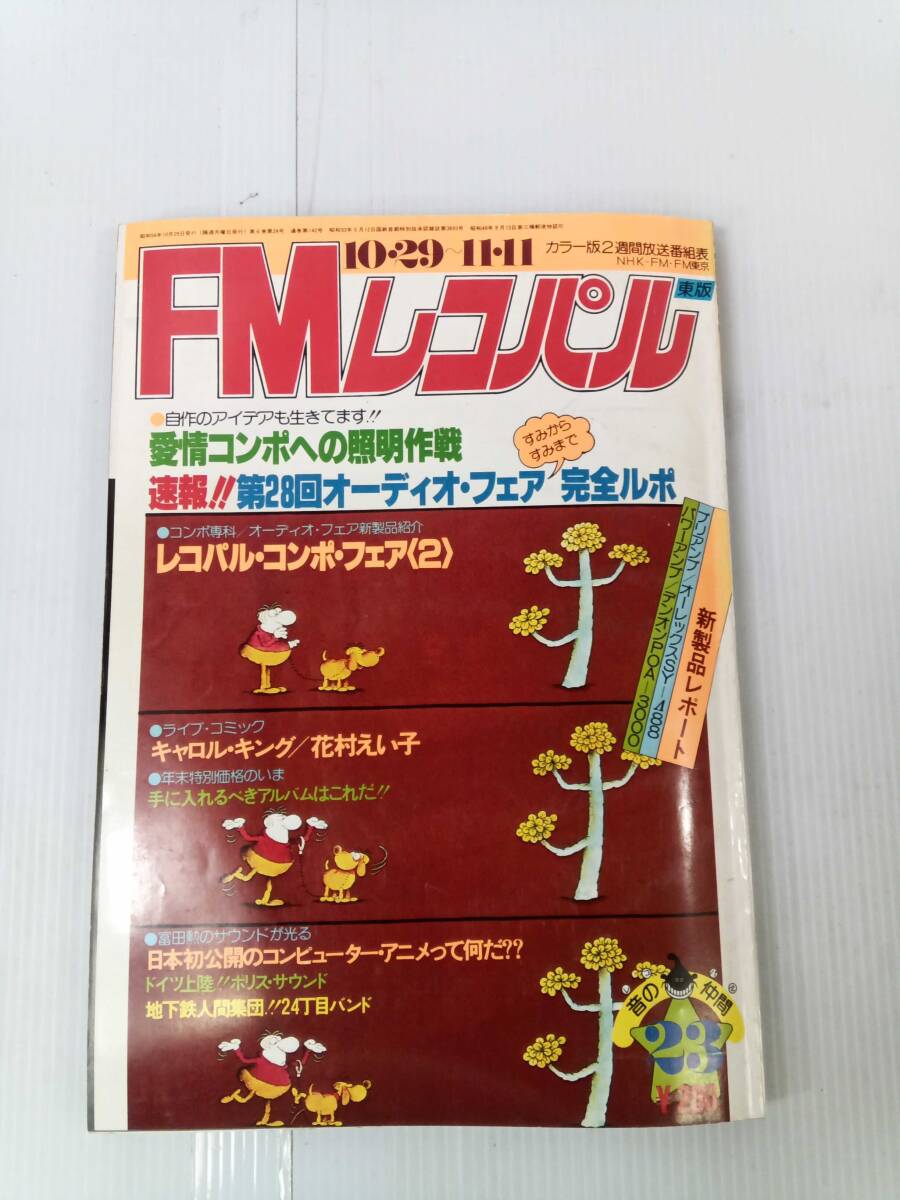 10・29〜11・11
カラー版2週間放送番組表
NHK-FM・FM東京
FMレコパル
東版
●自作のアイデアも生きてます!!
愛情コンポへの照明作戦
すみから
すみまで
速報!!第28回オーディオ・フェア 完全ルポ
●コンポ専科/オーディオ・フェア新製品紹介
レコパル・コンポ・フェア〈2〉
新製品レポート
プリアンプ/オーレックスSY-Λ88
パワーアンプ/デンオンPOA-3000
●ライブ・コミック
キャロル・キング/花村えい子
●年末特別価格のいま
手に入れるべきアルバムはこれだ!!
●冨田勲のサウンドが光る
日本初公開のコンピューター・アニメって何だ??
ドイツ上陸!!ポリス・サウンド
地下鉄人間集団!!24丁目バンド
音の仲間
23